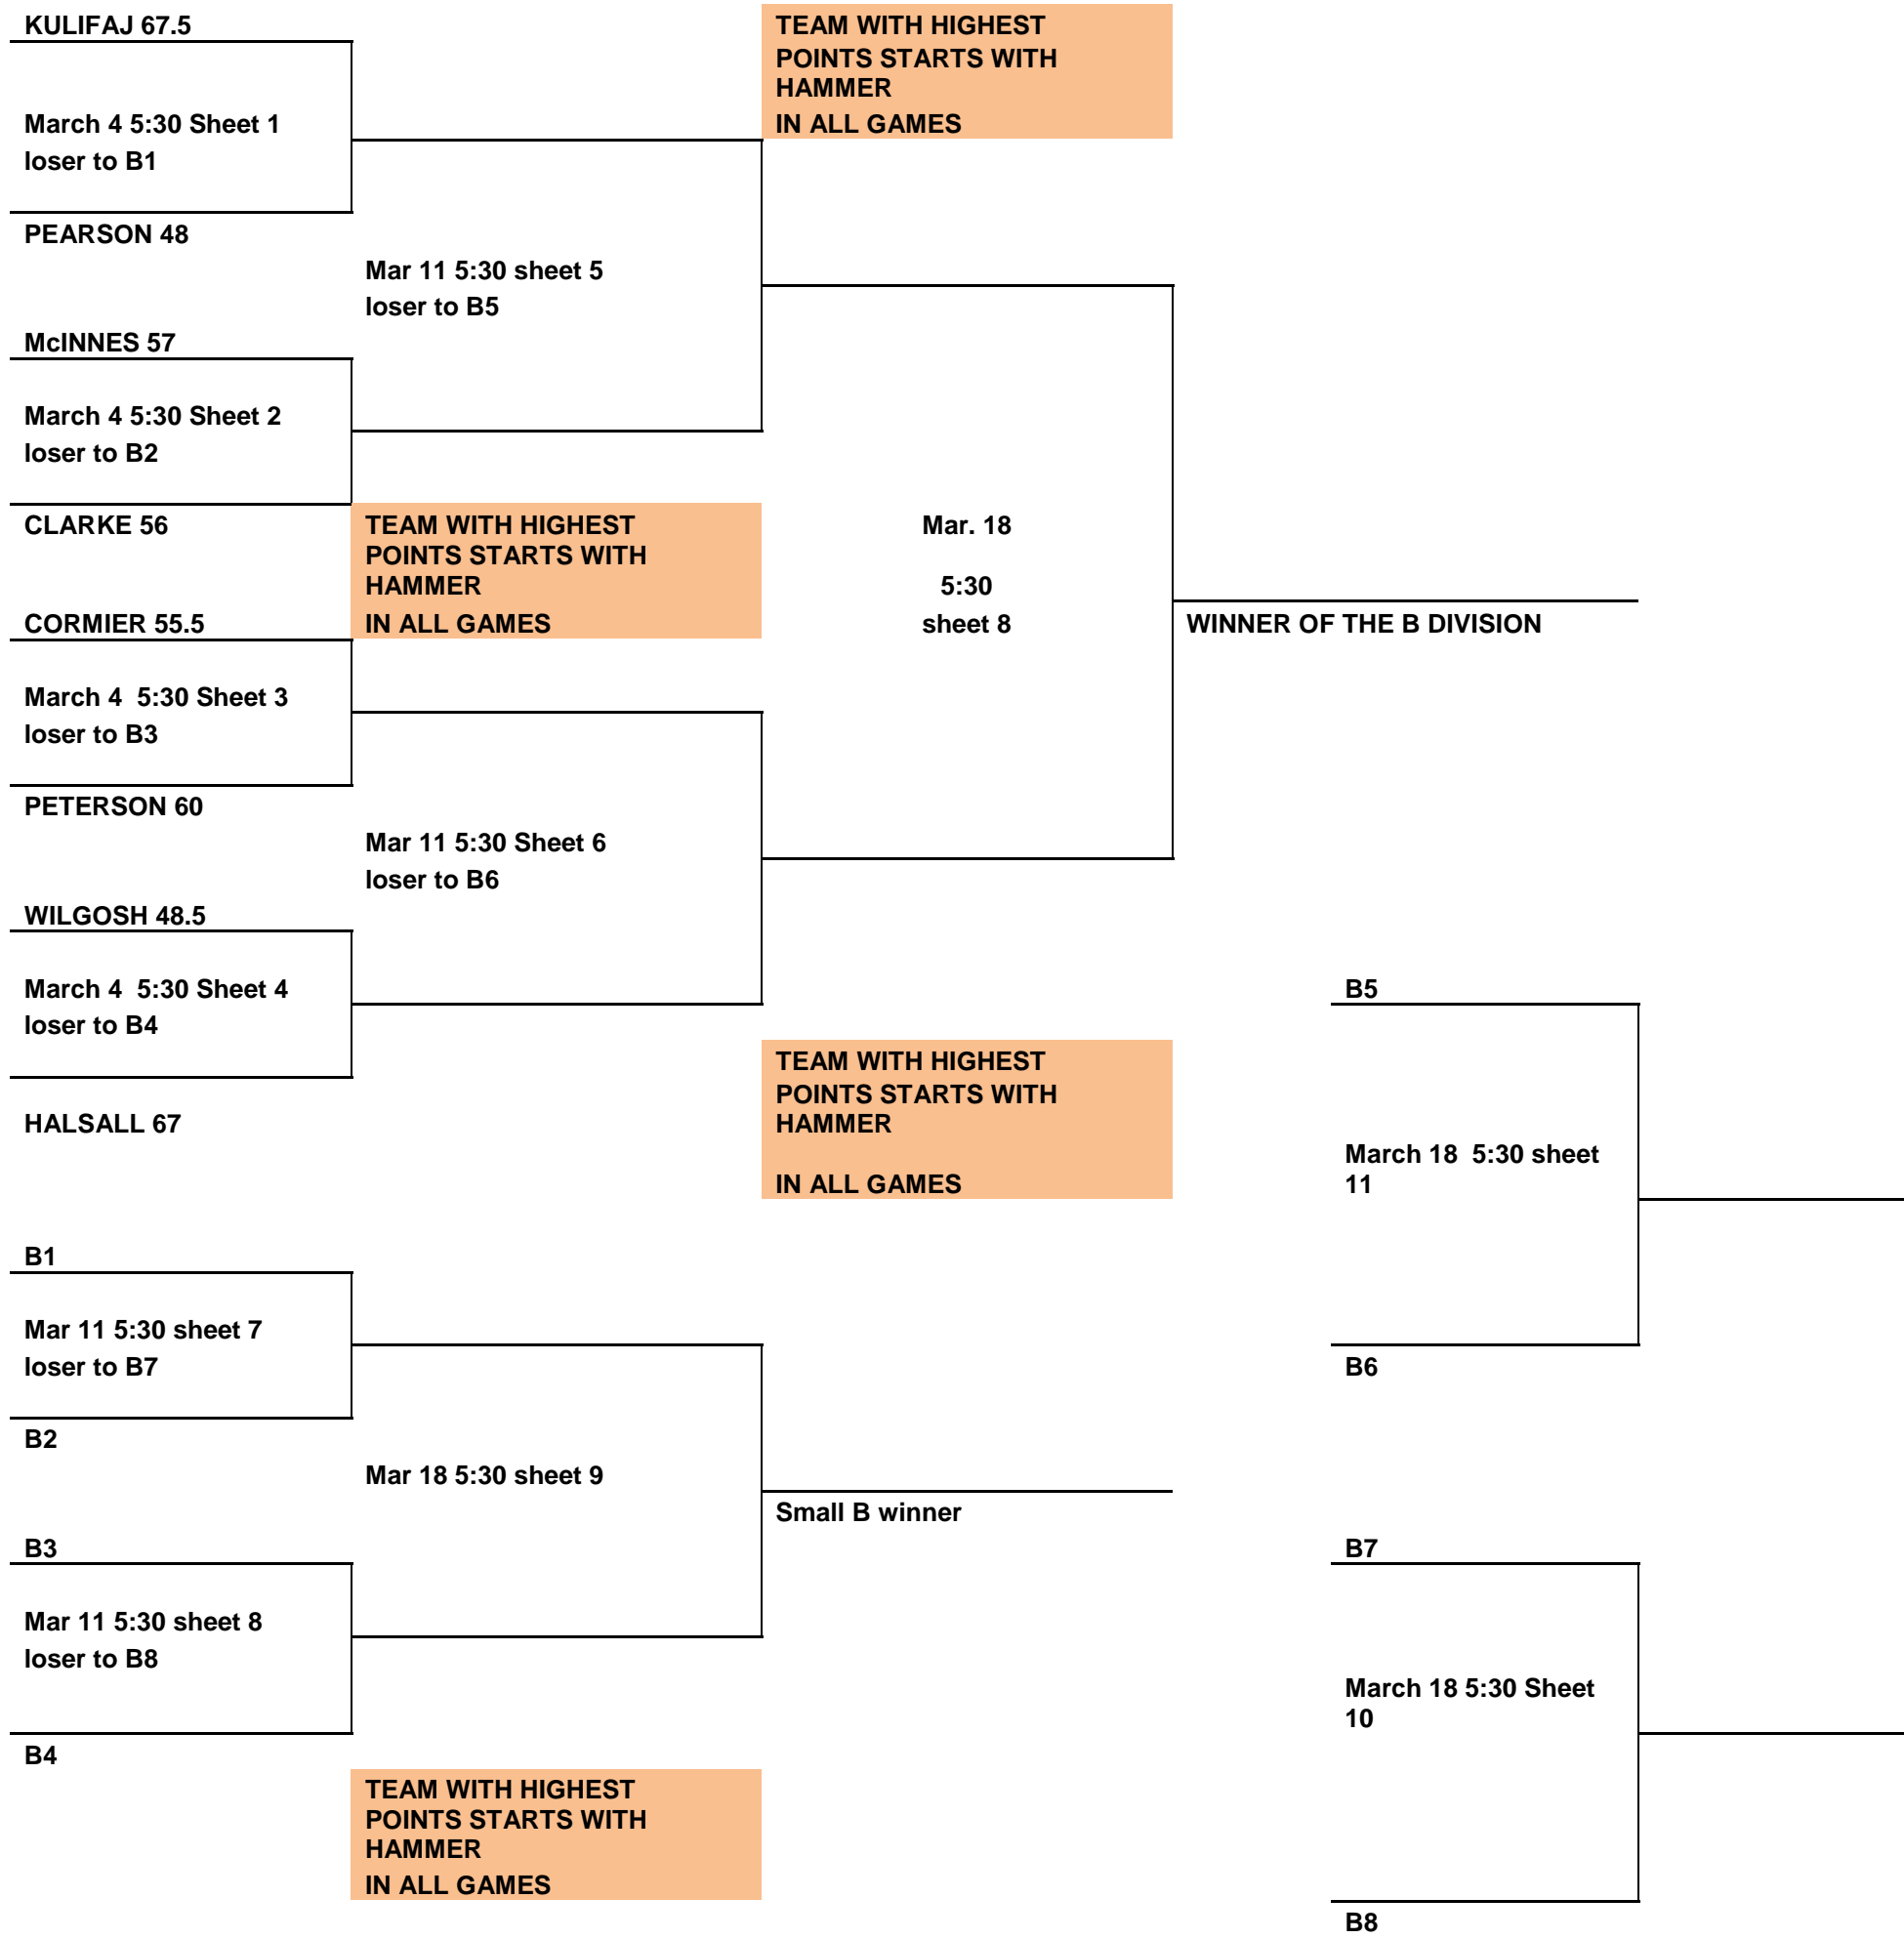 KULIFAJ 67.5
TEAM WITH HIGHEST
POINTS STARTS WITH
HAMMER
IN ALL GAMES
March 4 5:30 Sheet 1
loser to B1
PEARSON 48
Mar 11 5:30 sheet 5
loser to B5
McINNES 57
March 4 5:30 Sheet 2
loser to B2
CLARKE 56
TEAM WITH HIGHEST
POINTS STARTS WITH
HAMMER
IN ALL GAMES
Mar. 18
5:30
sheet 8
CORMIER 55.5
WINNER OF THE B DIVISION
March 4  5:30 Sheet 3
loser to B3
PETERSON 60
Mar 11 5:30 Sheet 6
loser to B6
WILGOSH 48.5
March 4  5:30 Sheet 4
loser to B4
HALSALL 67
TEAM WITH HIGHEST
POINTS STARTS WITH
HAMMER
IN ALL GAMES
B5
March 18  5:30 sheet
11
B6
B1
Mar 11 5:30 sheet 7
loser to B7
B2
Mar 18 5:30 sheet 9
Small B winner
B3
Mar 11 5:30 sheet 8
loser to B8
B4
TEAM WITH HIGHEST
POINTS STARTS WITH
HAMMER
IN ALL GAMES
B7
March 18 5:30 Sheet
10
B8